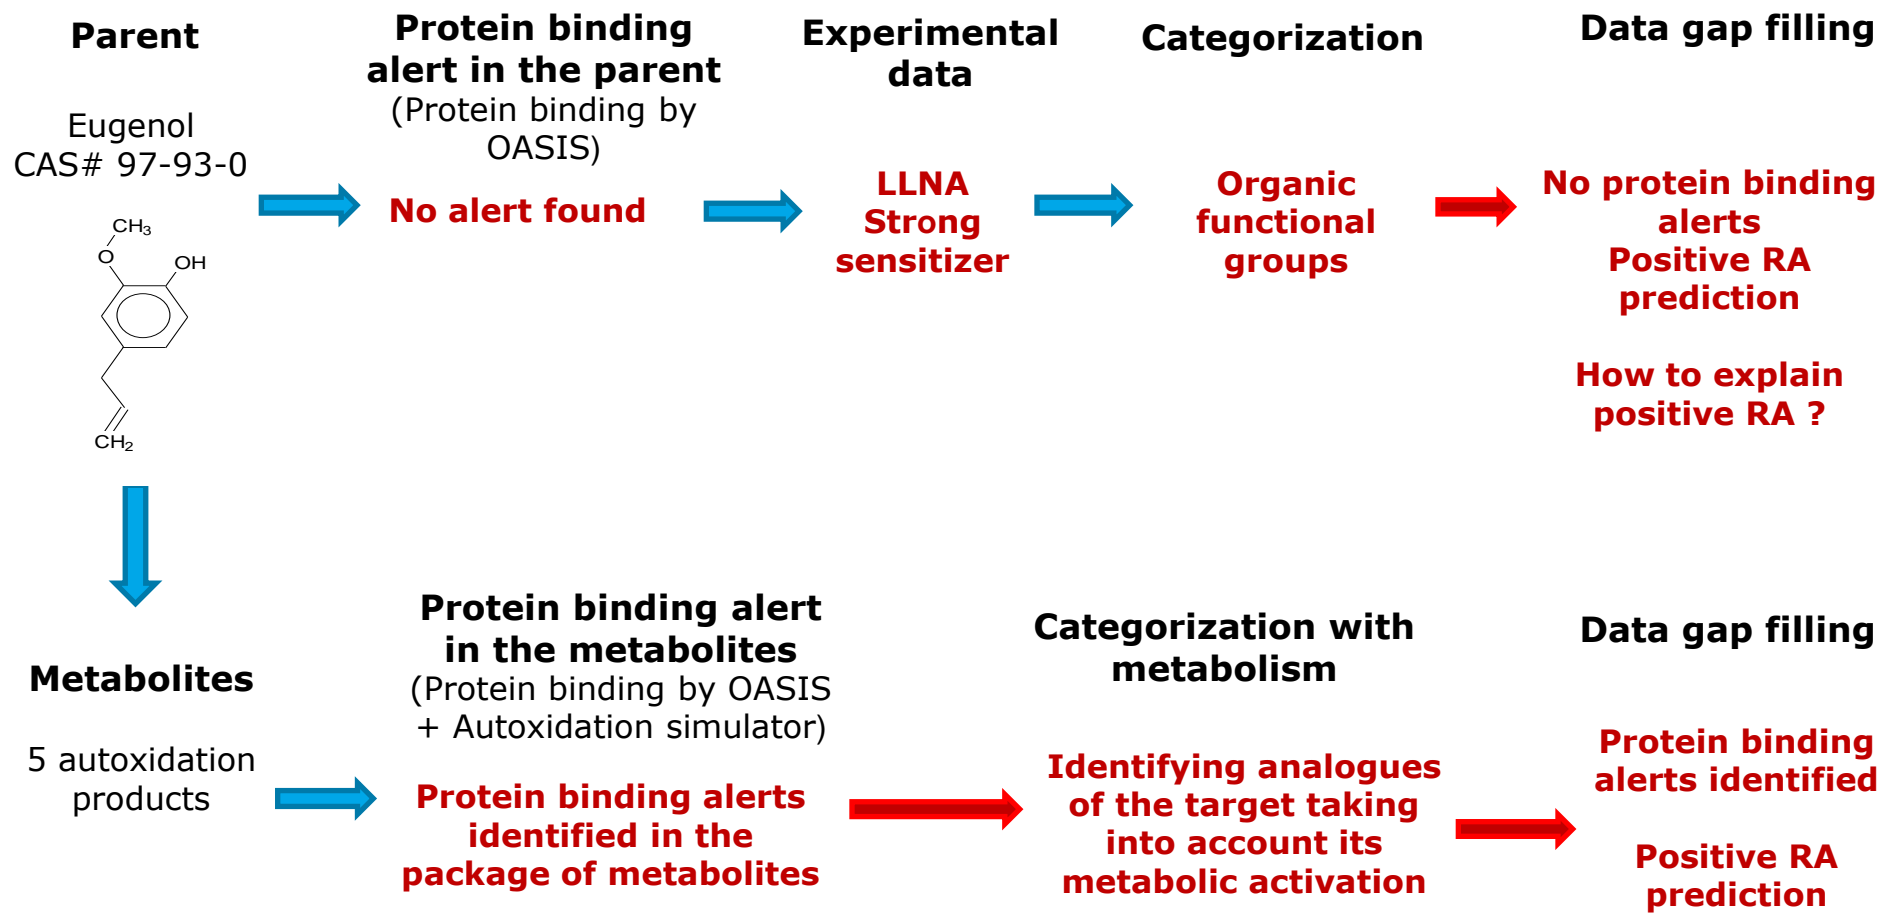 Parent
Eugenol
CAS# 97-93-0
CH3
O
OH
CH2
Protein binding
alert in the parent
(Protein binding by
OASIS)
No alert found
Experimental
data
LLNA
Strong
sensitizer
Categorization
Organic
functional
groups
Data gap filling
No protein binding
alerts
Positive RA
prediction
How to explain
positive RA ?
Metabolites
5 autoxidation
products
Protein binding alert
in the metabolites
(Protein binding by OASIS
+ Autoxidation simulator)
Protein binding alerts
identified in the
package of metabolites
Categorization with
metabolism
Identifying analogues
of the target taking
into account its
metabolic activation
Data gap filling
Protein binding
alerts identified
Positive RA
prediction